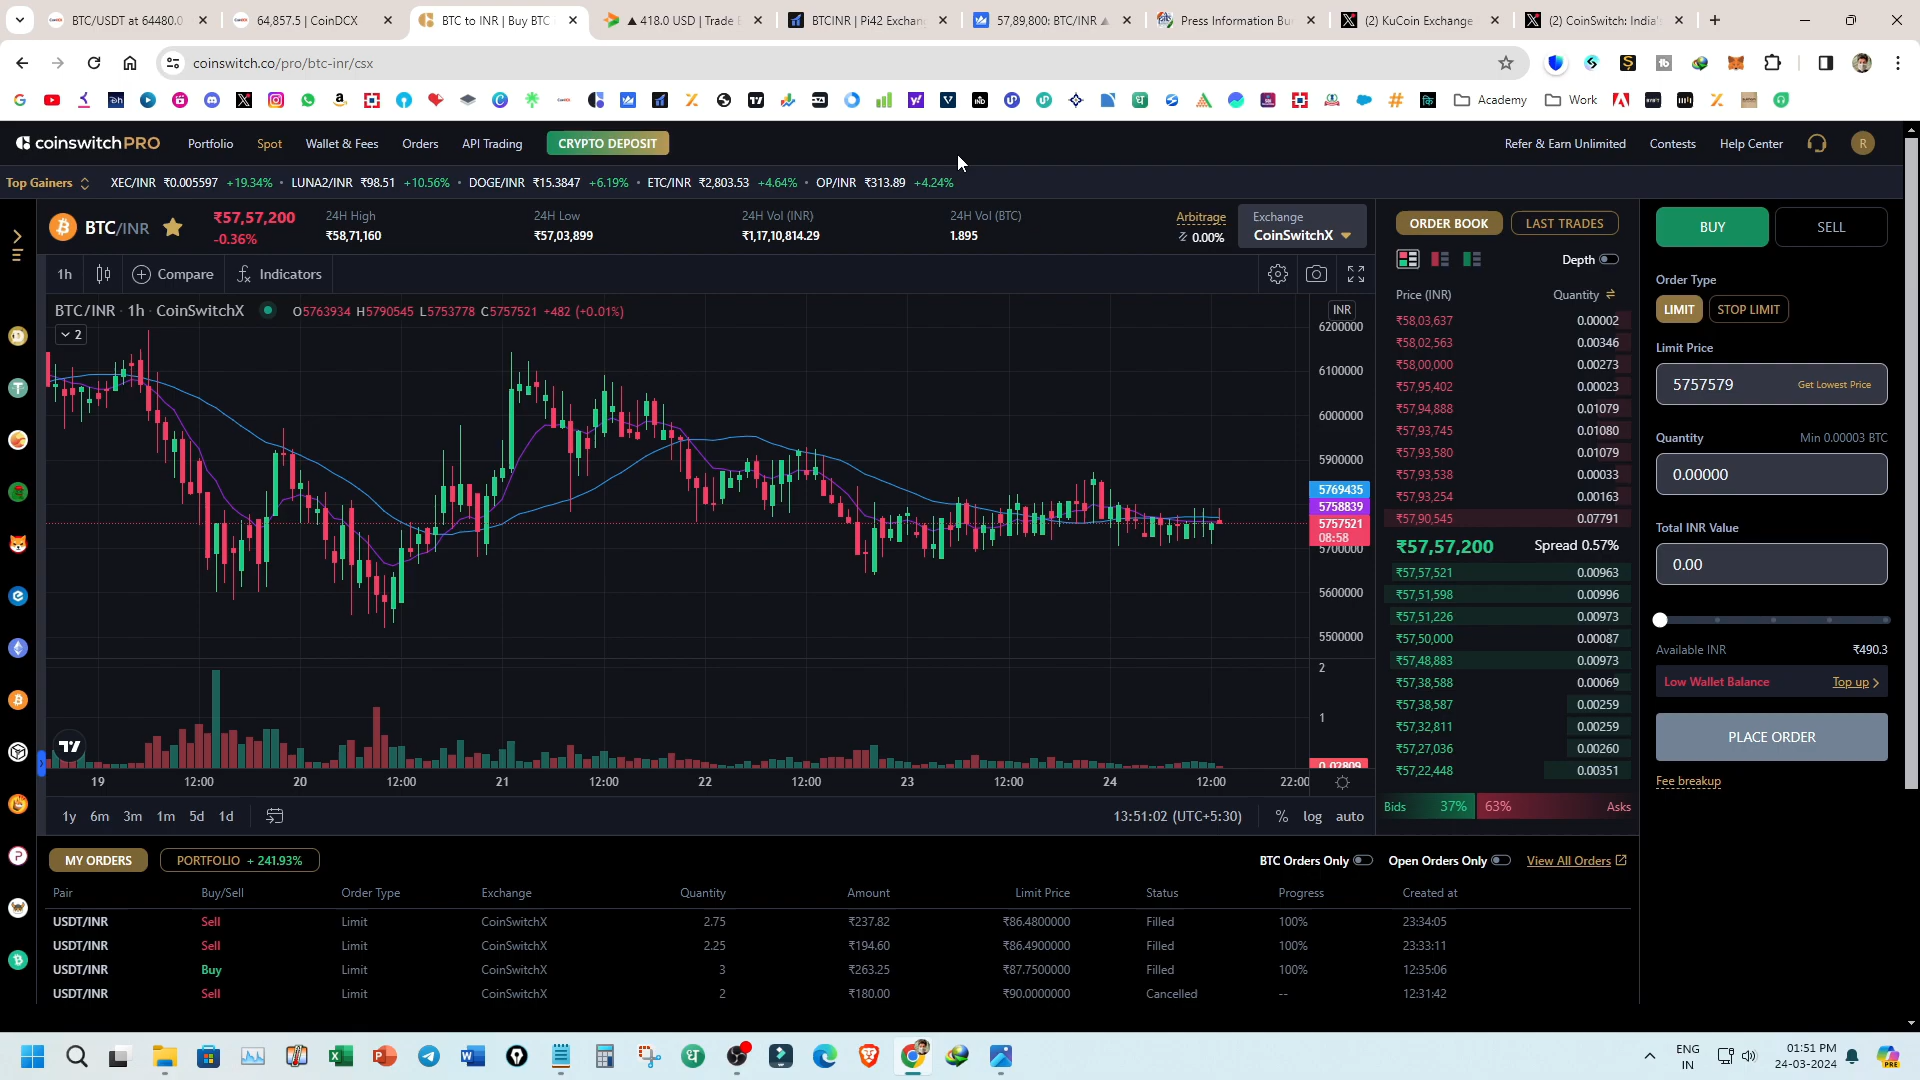 BTC/USDT at 64480.0
64,857.5 | CoinDCX
BTC to INR | Buy BTC
▲ 418.0 USD | Trade
BTCINR | Pi42 Exchan
57,89,800: BTC/INR
Press Information Bu
(2) KuCoin Exchange
(2) CoinSwitch: India's
coinswitch.co/pro/btc-inr/csx
Academy
Work
coinswitchPRO
Portfolio
Spot
Wallet & Fees
Orders
API Trading
CRYPTO DEPOSIT
Refer & Earn Unlimited
Contests
Help Center
R
Top Gainers
XEC/INR ₹0.005597 +19.34% • LUNA2/INR ₹98.51 +10.56% • DOGE/INR ₹15.3847 +6.19% • ETC/INR ₹2,803.53 +4.64% • OP/INR ₹313.89 +4.24%
BTC/INR
₹57,57,200
-0.36%
24H High
₹58,71,160
24H Low
₹57,03,899
24H Vol (INR)
₹1,17,10,814.29
24H Vol (BTC)
1.895
Arbitrage
0.00%
Exchange
CoinSwitchX
1h
Compare
Indicators
BTC/INR · 1h · CoinSwitchX
O5763934 H5790545 L5753778 C5757521 +482 (+0.01%)
2
INR
6200000
6100000
6000000
5900000
5769435
5758839
5757521
08:58
5700000
5600000
5500000
2
1
0.02809
19 12:00 20 12:00 21 12:00 22 12:00 23 12:00 24 12:00 22:00
1y 6m 3m 1m 5d 1d
13:51:02 (UTC+5:30)
% log auto
ORDER BOOK
LAST TRADES
Depth
Price (INR) Quantity
₹58,03,637 0.00002
₹58,02,563 0.00346
₹58,00,000 0.00273
₹57,95,402 0.00023
₹57,94,888 0.01079
₹57,93,745 0.01080
₹57,93,580 0.01079
₹57,93,538 0.00033
₹57,93,254 0.00163
₹57,90,545 0.07791
₹57,57,200 Spread 0.57%
₹57,57,521 0.00963
₹57,51,598 0.00996
₹57,51,226 0.00973
₹57,50,000 0.00087
₹57,48,883 0.00973
₹57,38,588 0.00069
₹57,38,587 0.00259
₹57,32,811 0.00259
₹57,27,036 0.00260
₹57,22,448 0.00351
Bids 37% 63% Asks
BUY
SELL
Order Type
LIMIT
STOP LIMIT
Limit Price
5757579 Get Lowest Price
Quantity Min 0.00003 BTC
0.00000
Total INR Value
0.00
Available INR ₹490.3
Low Wallet Balance Top up
PLACE ORDER
Fee breakup
MY ORDERS
PORTFOLIO + 241.93%
BTC Orders Only
Open Orders Only
View All Orders
Pair Buy/Sell Order Type Exchange Quantity Amount Limit Price Status Progress Created at
USDT/INR Sell Limit CoinSwitchX 2.75 ₹237.82 ₹86.4800000 Filled 100% 23:34:05
USDT/INR Sell Limit CoinSwitchX 2.25 ₹194.60 ₹86.4900000 Filled 100% 23:33:11
USDT/INR Buy Limit CoinSwitchX 3 ₹263.25 ₹87.7500000 Filled 100% 12:35:06
USDT/INR Sell Limit CoinSwitchX 2 ₹180.00 ₹90.0000000 Cancelled -- 12:31:42
ENG
IN
01:51 PM
24-03-2024